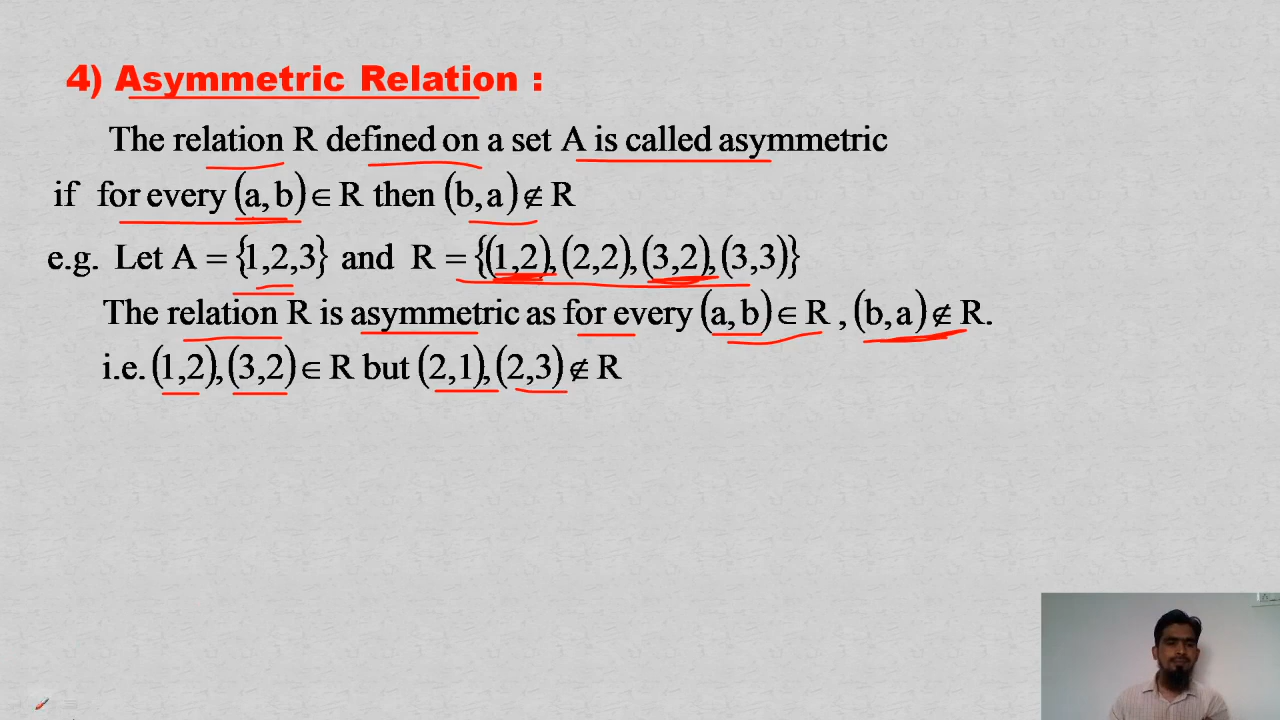 4) Asymmetric Relation :
The relation R defined on a set A is called asymmetric
if for every (a, b) ∈ R then (b, a) ∉ R
e.g. Let A = {1,2,3} and R = {(1,2), (2,2), (3,2), (3,3)}
The relation R is asymmetric as for every (a, b) ∈ R , (b, a) ∉ R.
i.e. (1,2), (3,2) ∈ R but (2,1), (2,3) ∉ R